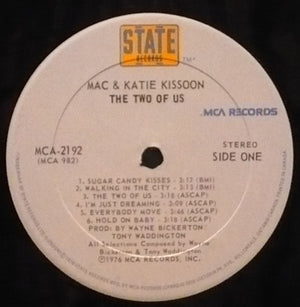 STATE
RECORDS
TM
MAC & KATIE KISSOON
THE TWO OF US
MCA RECORDS
MCA-2192
(MCA 982)
STEREO
SIDE ONE
1. SUGAR CANDY KISSES - 3:17 (BMI)
2. WALKING IN THE CITY - 3:15 (BMI)
3. THE TWO OF US - 3:18 (ASCAP)
4. I'M JUST DREAMING - 3:09 (ASCAP)
5. EVERYBODY MOVE - 3:46 (ASCAP)
6. HOLD ON BABY - 3:18 (ASCAP)
PROD: BY WAYNE BICKERTON
TONY WADDINGTON
All Selections Composed by Wayne
Bickerton & Tony Waddington
©1976 MCA RECORDS, INC.